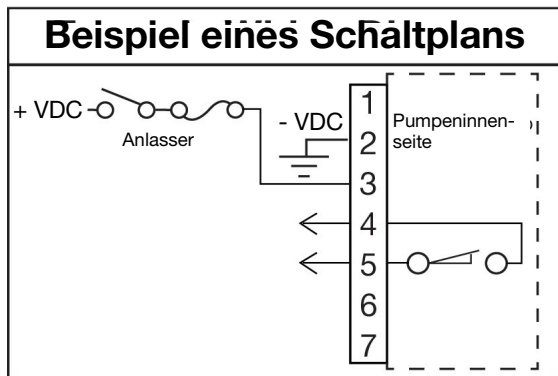 Beispiel eines Schaltplans
+ VDC
Anlasser
- VDC
Pumpeninnen-
seite
1
2
3
4
5
6
7